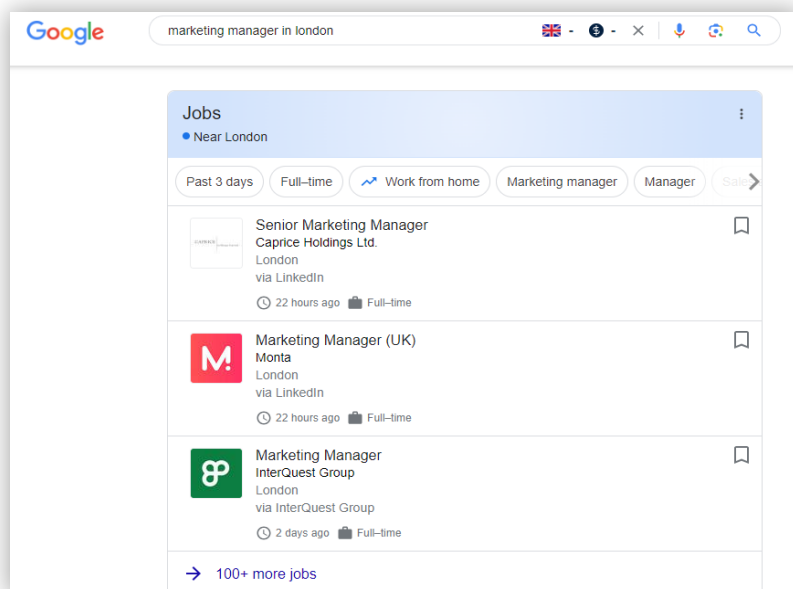 Google
marketing manager in london
Jobs
Near London
Past 3 days
Full–time
Work from home
Marketing manager
Manager
Sale
Senior Marketing Manager
Caprice Holdings Ltd.
London
via LinkedIn
22 hours ago
Full–time
M!
Marketing Manager (UK)
Monta
London
via LinkedIn
22 hours ago
Full–time
Marketing Manager
InterQuest Group
London
via InterQuest Group
2 days ago
Full–time
100+ more jobs